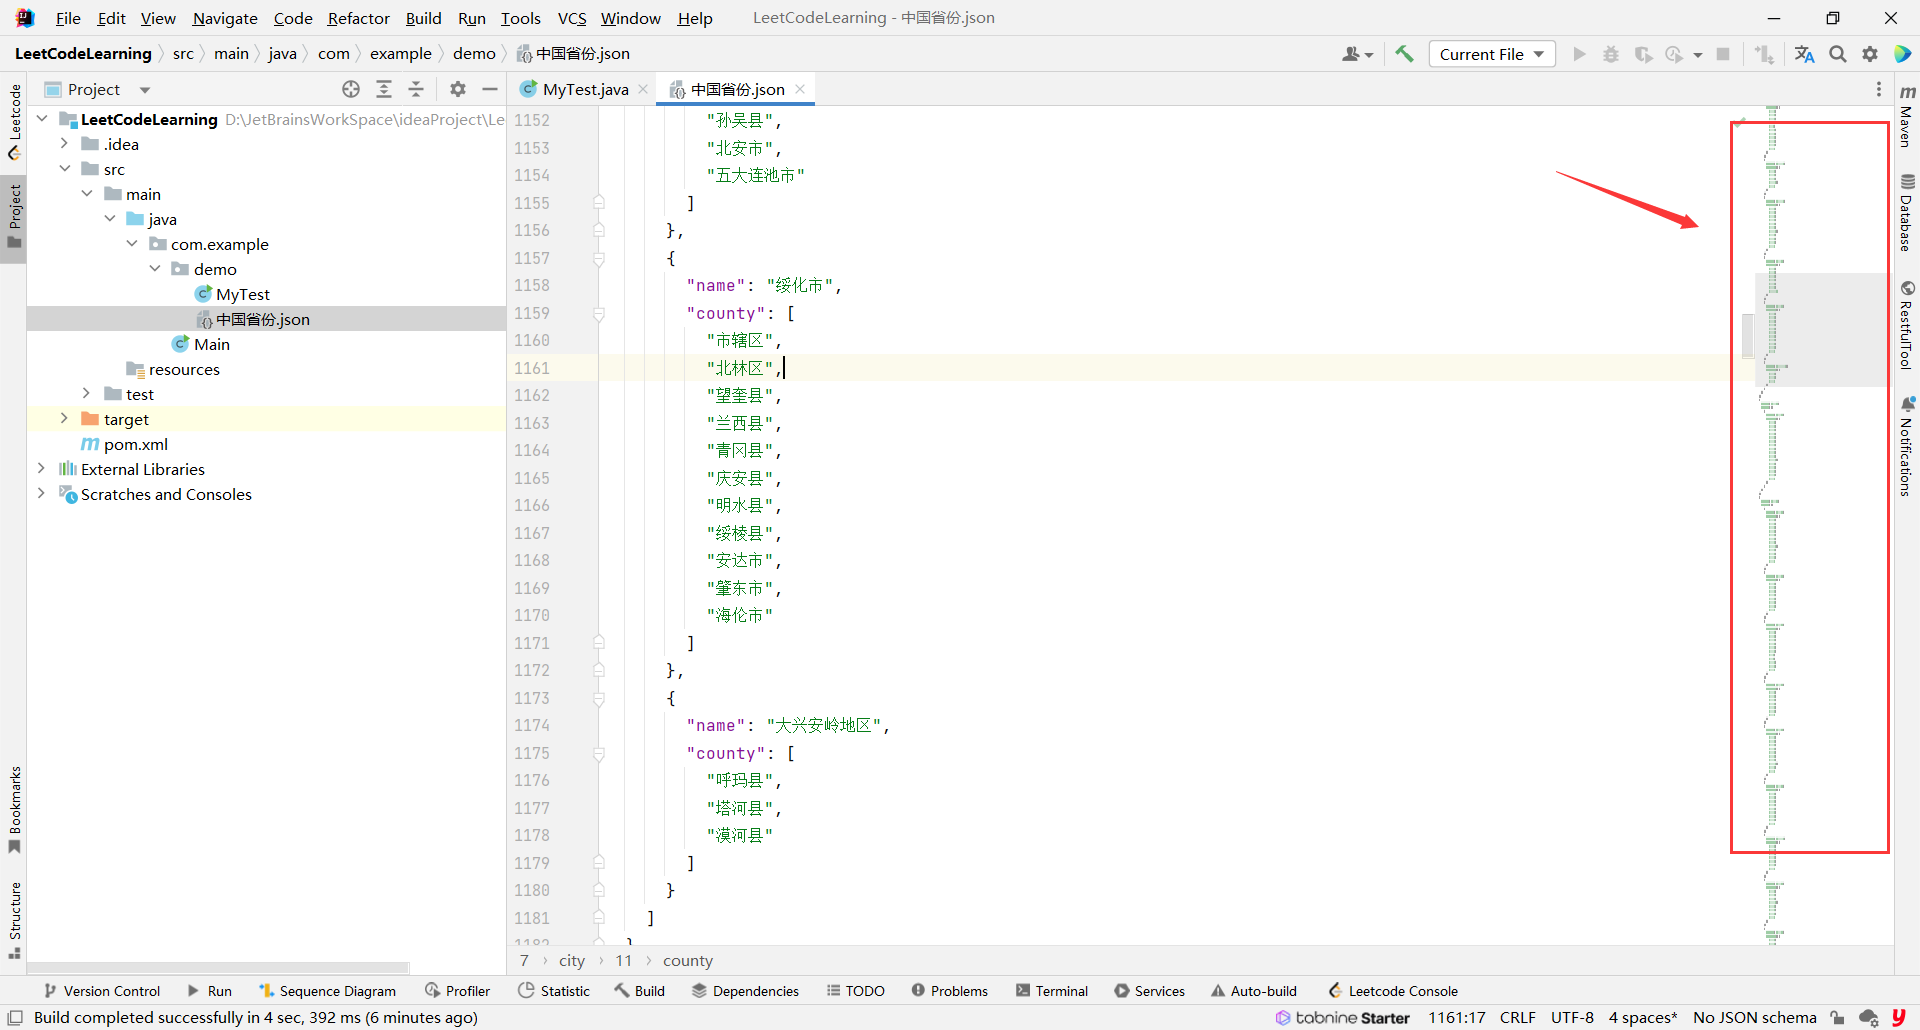 File Edit View Navigate Code Refactor Build Run Tools VCS Window Help LeetCodeLearning - 中国省份.json
LeetCodeLearning src main java com example demo 中国省份.json Current File
Project
MyTest.java 中国省份.json
LeetCodeLearning D:\JetBrainsWorkSpace\ideaProject\Le
.idea
src
main
java
com.example
demo
MyTest
中国省份.json
Main
resources
test
target
pom.xml
External Libraries
Scratches and Consoles
Leetcode
Project
Bookmarks
Structure
1152 "孙吴县",
1153 "北安市",
1154 "五大连池市"
1155 ]
1156 },
1157 {
1158 "name": "绥化市",
1159 "county": [
1160 "市辖区",
1161 "北林区",
1162 "望奎县",
1163 "兰西县",
1164 "青冈县",
1165 "庆安县",
1166 "明水县",
1167 "绥棱县",
1168 "安达市",
1169 "肇东市",
1170 "海伦市"
1171 ]
1172 },
1173 {
1174 "name": "大兴安岭地区",
1175 "county": [
1176 "呼玛县",
1177 "塔河县",
1178 "漠河县"
1179 ]
1180 }
1181 ]
1182 }
Maven
Database
RestfulTool
Notifications
7 city 11 county
Version Control Run Sequence Diagram Profiler Statistic Build Dependencies TODO Problems Terminal Services Auto-build Leetcode Console
Build completed successfully in 4 sec, 392 ms (6 minutes ago) tabnine Starter 1161:17 CRLF UTF-8 4 spaces* No JSON schema